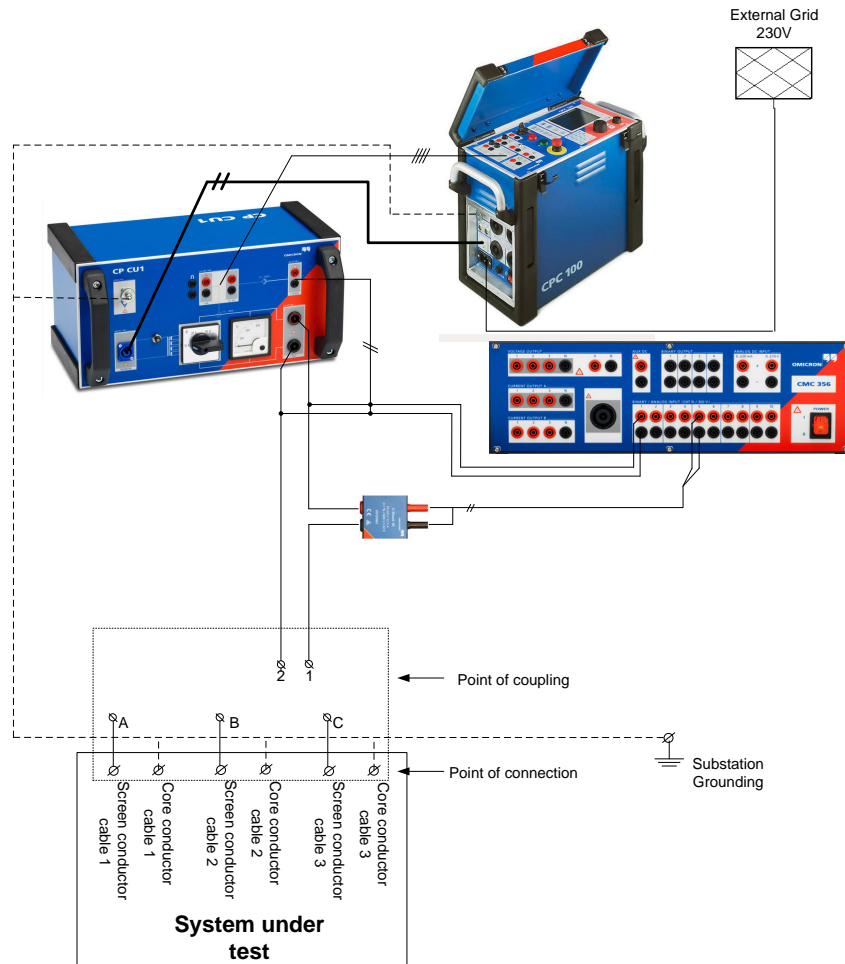 External Grid
230V
CPC 100
CP CU1
CP CU1
OMICRON
VOLTAGE OUTPUT
AUX DC
BINARY OUTPUT
ANALOG DC INPUT
OMICRON
CMC 356
CURRENT OUTPUT A
BINARY / ANALOG INPUT
POWER
CURRENT OUTPUT B
2
1
Point of coupling
A
B
C
Substation
Grounding
Point of connection
Screen conductor
cable 1
Core conductor
cable 1
Screen conductor
cable 2
Core conductor
cable 2
Screen conductor
cable 3
Core conductor
cable 3
System under
test